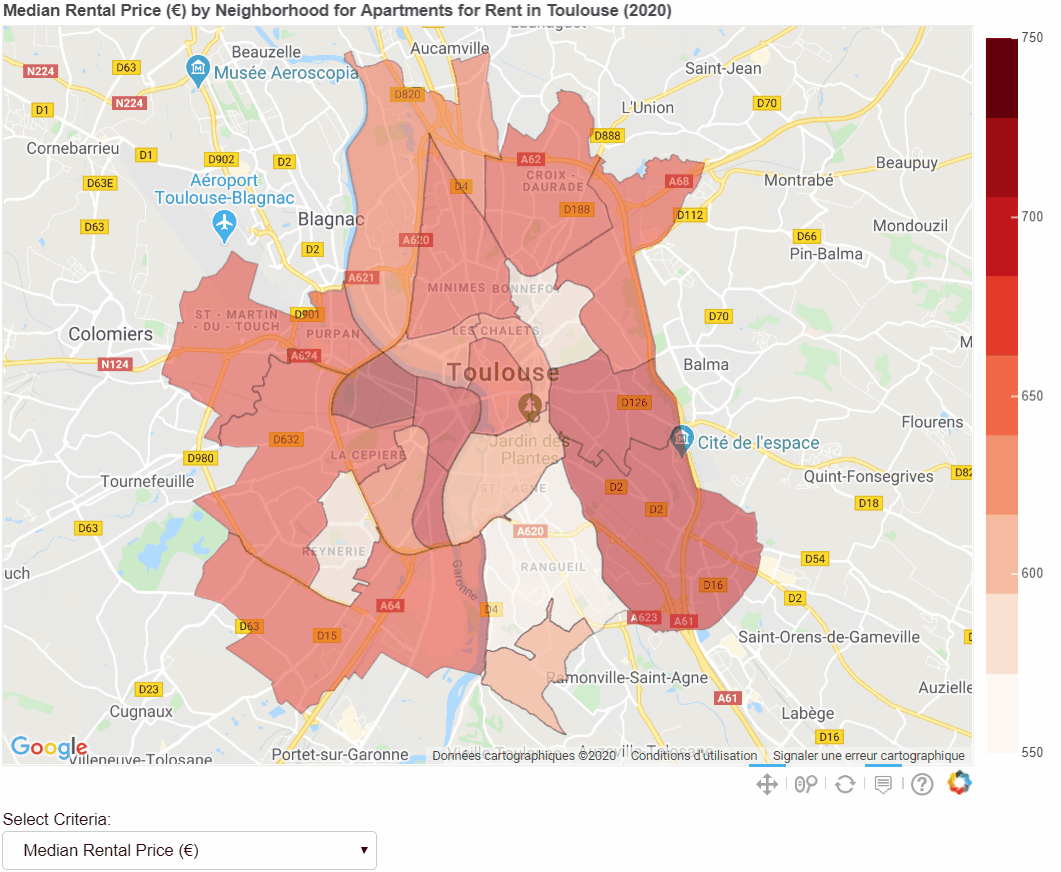 Median Rental Price (€) by Neighborhood for Apartments for Rent in Toulouse (2020)
Beauzelle
Aucamville
N224
D63
Musée Aeroscopia
Saint-Jean
750
D820
L'Union
D70
D1
N224
D888
Cornebarrieu
D1
D902
D2
A62
CROIX -
DAURADE
Beaupuy
D63E
Aéroport
Toulouse-Blagnac
D4
A68
Montrabé
D188
D112
700
Blagnac
D63
D2
A620
D66
Mondouzil
Pin-Balma
A621
MINIMES
BONNEFO
ST - MARTIN
- DU - TOUCH
D901
PURPAN
LES CHALETS
D70
Colomiers
A624
N124
Toulouse
Balma
650
D126
Flourens
D632
LA CEPIERE
Jardin des
Plantes
Cité de l'espace
D980
D82
Tournefeuille
ST - AGNE
D2
Quint-Fonsegrives
D18
D63
D2
A620
REYNERIE
RANGUEIL
D54
uch
600
Garonne
D16
D2
A64
D4
A623
A61
D63
D15
Saint-Orens-de-Gameville
Ramonville-Saint-Agne
D23
A61
Auzielle
Cugnaux
Labège
D16
Google
Portet-sur-Garonne
Villeneuve-Tolosane
Données cartographiques ©2020
Conditions d'utilisation
Signaler une erreur cartographique
550
Select Criteria:
Median Rental Price (€)